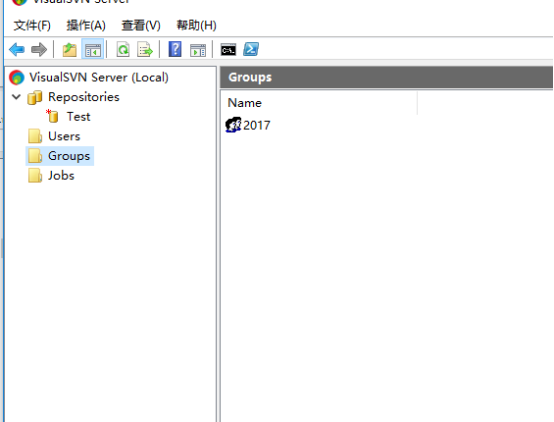 VisualSVN Server
文件(F) 操作(A) 查看(V) 帮助(H)
VisualSVN Server (Local)
Repositories
Test
Users
Groups
Jobs
Groups
Name
2017